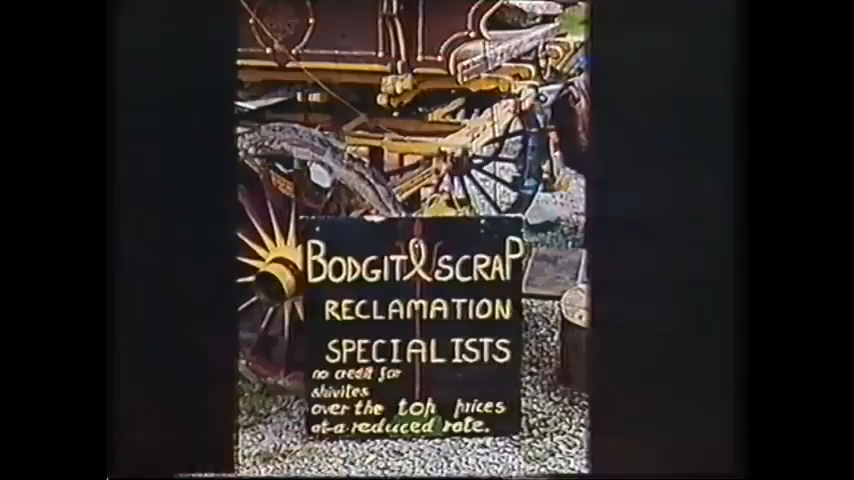 BODGIT & SCRAP
RECLAMATION
SPECIALISTS
no credit for
shivites
over the top prices
at a reduced rate.